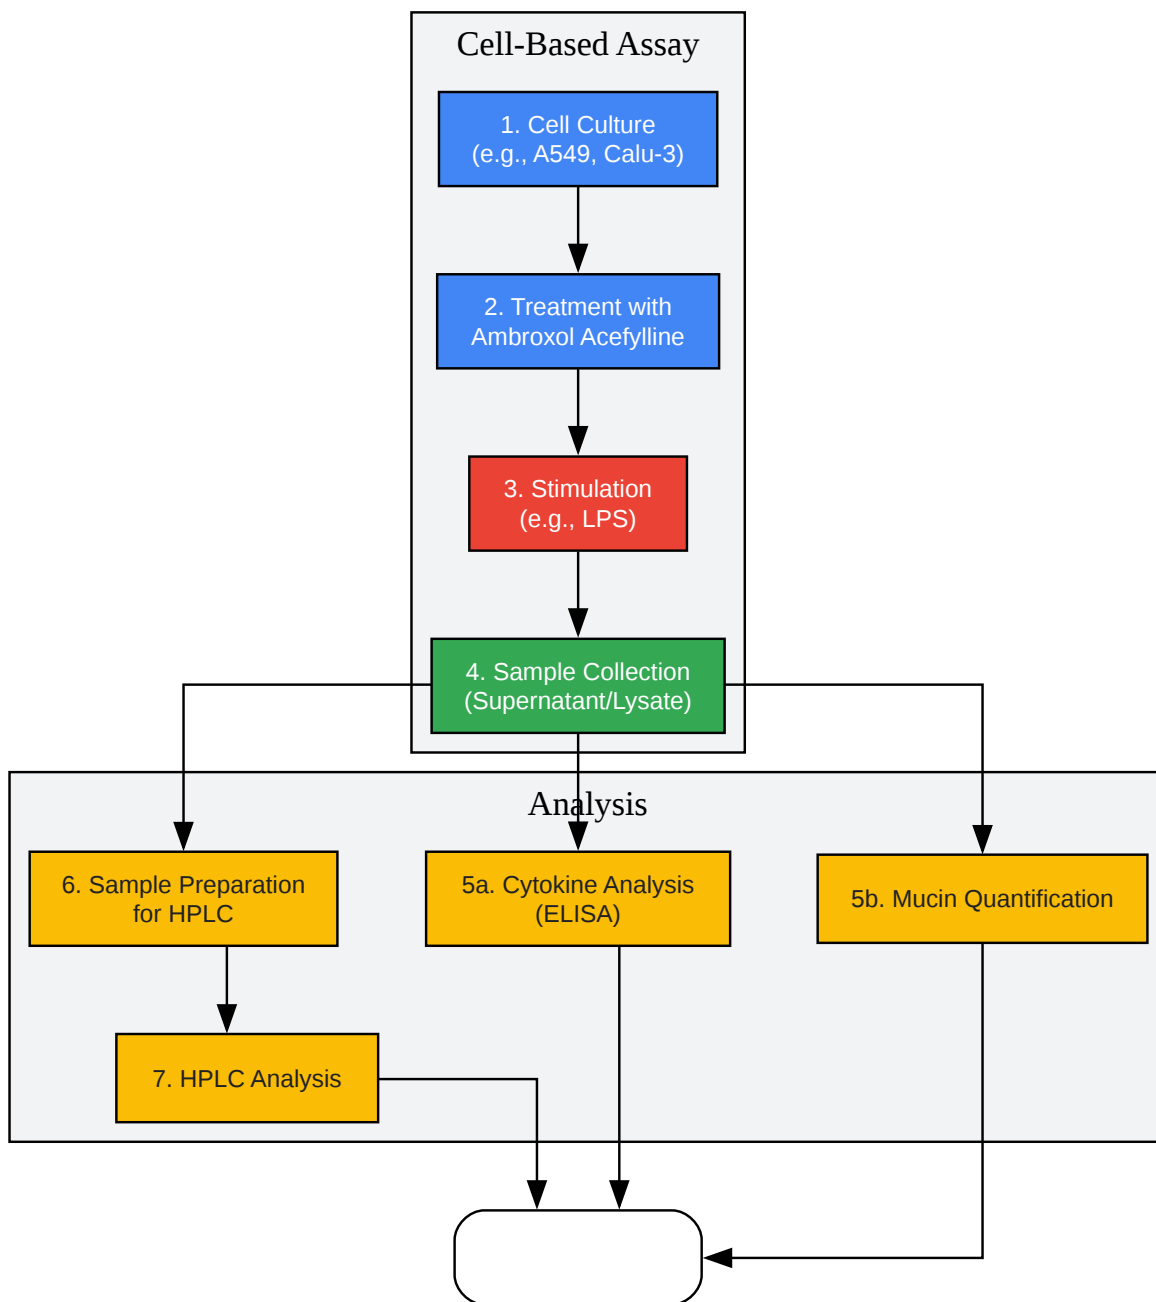 Cell-Based Assay
1. Cell Culture
(e.g., A549, Calu-3)
2. Treatment with
Ambroxol Acefylline
3. Stimulation
(e.g., LPS)
4. Sample Collection
(Supernatant/Lysate)
Analysis
6. Sample Preparation
for HPLC
5a. Cytokine Analysis
(ELISA)
5b. Mucin Quantification
7. HPLC Analysis